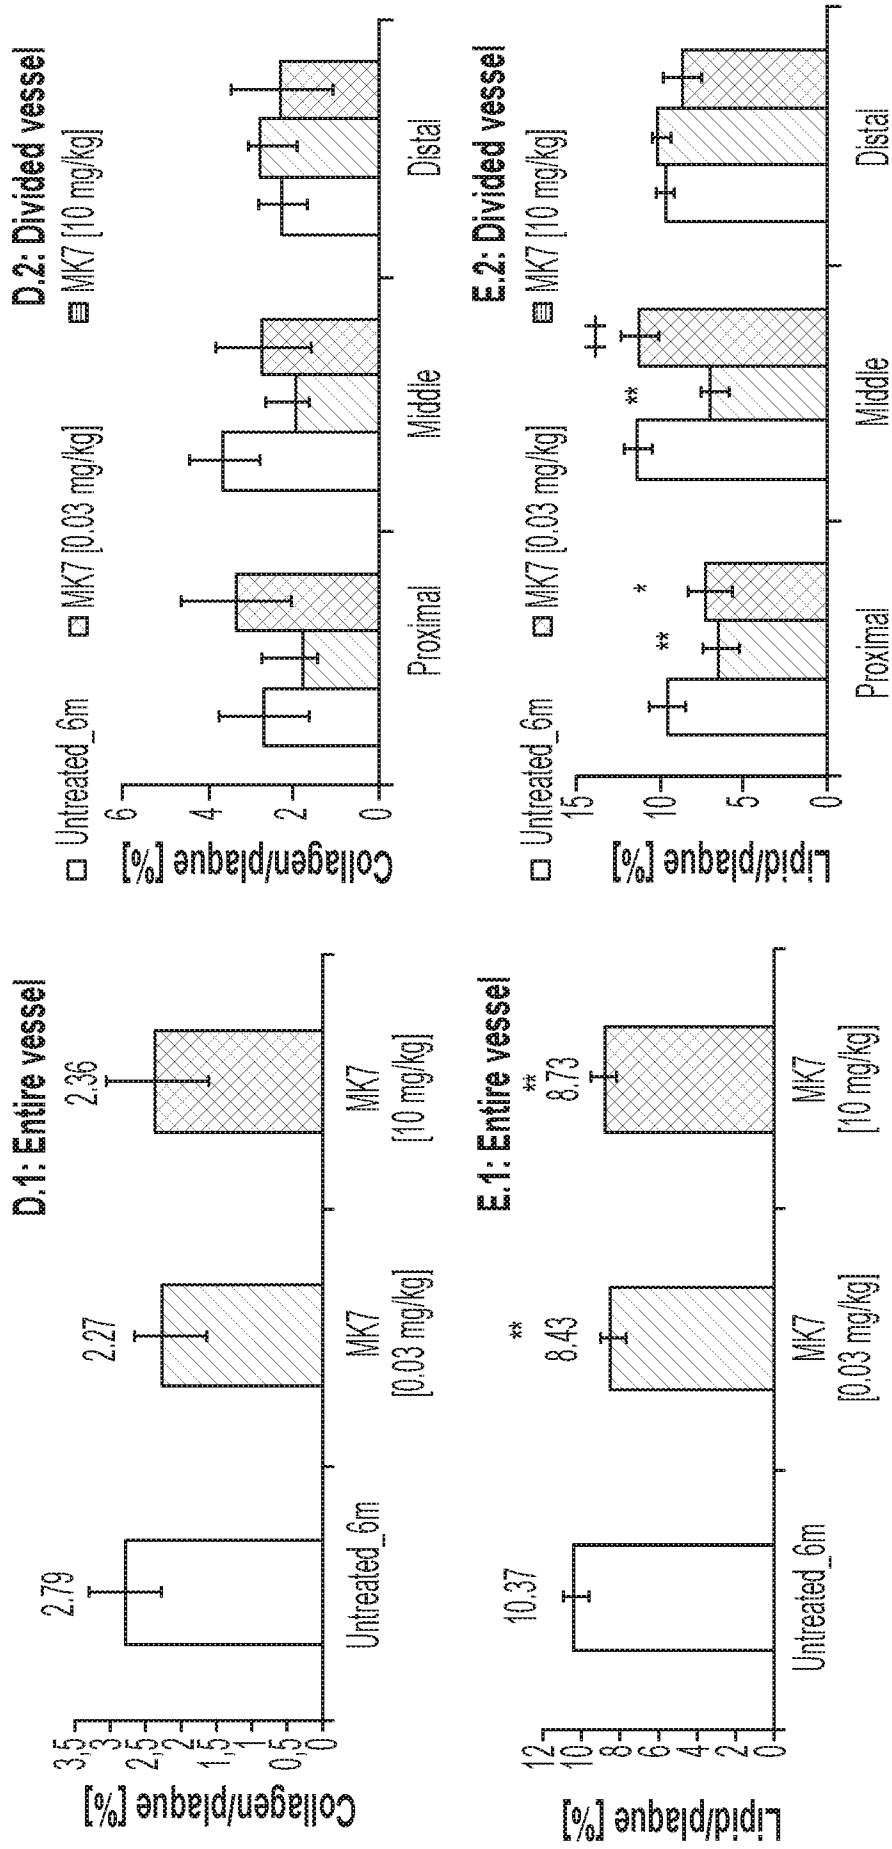 D.1: Entire vessel
Collagen/plaque [%]
3,5
3
2,5
2
1,5
1
0,5
0
2.79
2.27
2.36
Untreated_6m
MK7
[0.03 mg/kg]
MK7
[10 mg/kg]
D.2: Divided vessel
Untreated_6m
MK7 [0.03 mg/kg]
MK7 [10 mg/kg]
Collagen/plaque [%]
6
4
2
0
Proximal
Middle
Distal
E.1: Entire vessel
Lipid/plaque [%]
12
10
8
6
4
2
0
10.37
**
8.43
**
8.73
Untreated_6m
MK7
[0.03 mg/kg]
MK7
[10 mg/kg]
E.2: Divided vessel
Untreated_6m
MK7 [0.03 mg/kg]
MK7 [10 mg/kg]
Lipid/plaque [%]
15
10
5
0
**
*
**
++
Proximal
Middle
Distal